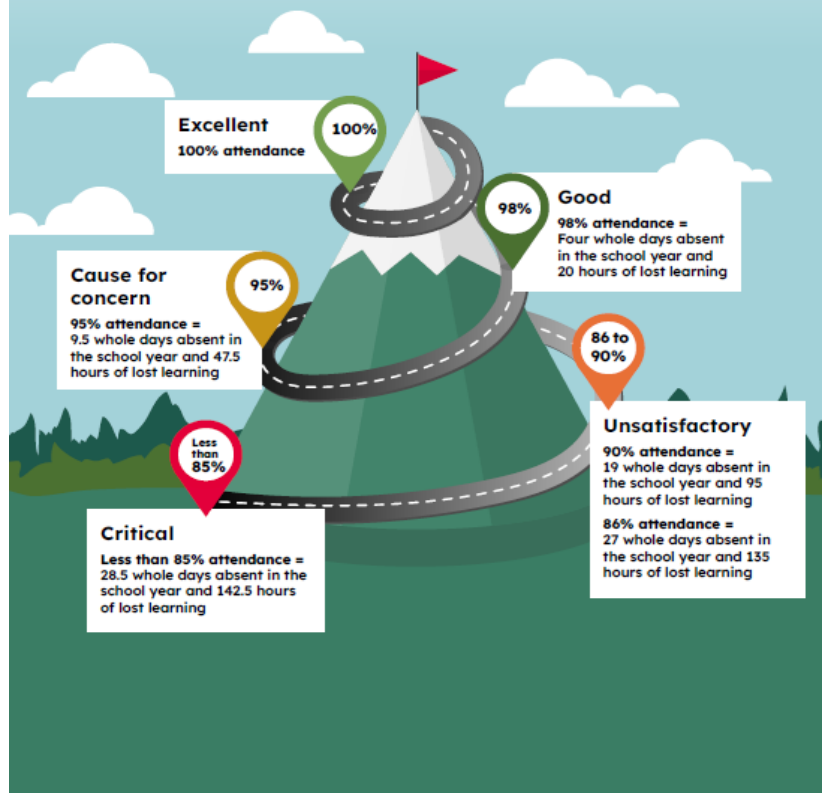 Excellent
100% attendance
100%
Good
98% attendance =
Four whole days absent
in the school year and
20 hours of lost learning
98%
Cause for
concern
95% attendance =
9.5 whole days absent in
the school year and 47.5
hours of lost learning
95%
86 to
90%
Unsatisfactory
90% attendance =
19 whole days absent in
the school year and 95
hours of lost learning
86% attendance =
27 whole days absent in
the school year and 135
hours of lost learning
Less
than
85%
Critical
Less than 85% attendance =
28.5 whole days absent in the
school year and 142.5 hours
of lost learning